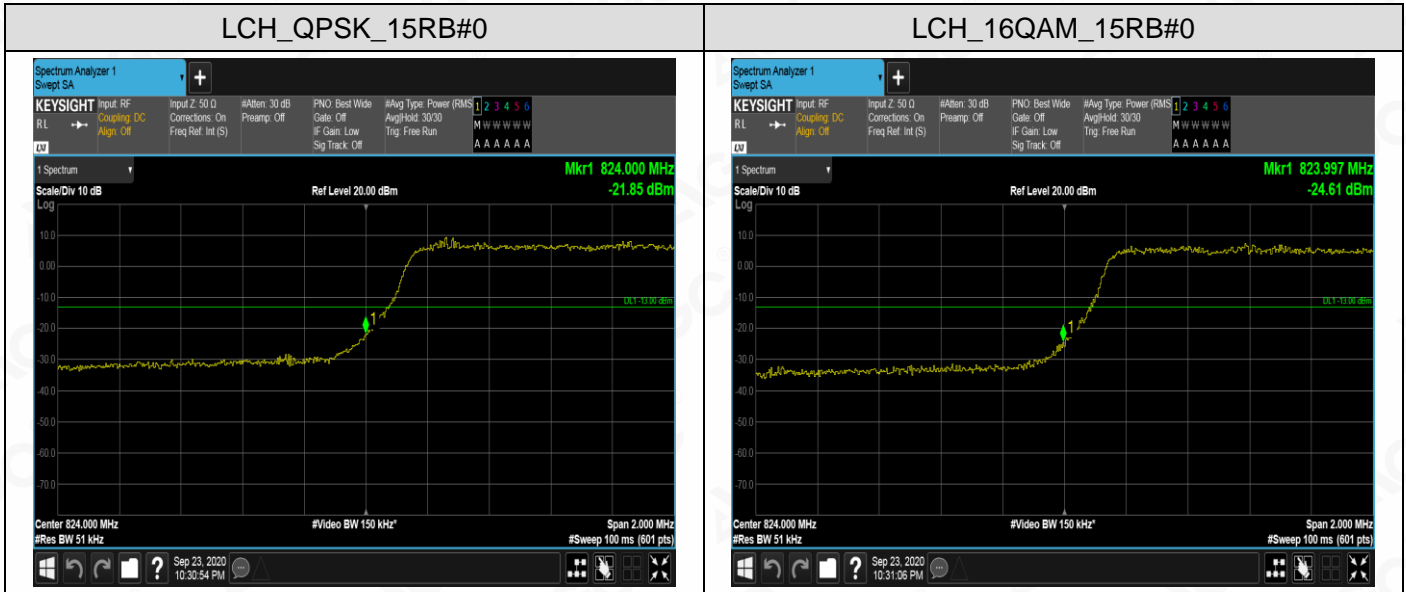 LCH_QPSK_15RB#0
Spectrum Analyzer 1
Swept SA
+
KEYSIGHT Input: RF Input Z: 50 Ω #Atten: 30 dB PNO: Best Wide #Avg Type: Power (RMS 1 2 3 4 5 6
RL Coupling: DC Corrections: On Preamp: Off Gate: Off Avg|Hold: 30/30 M W W W W W
Align: Off Freq Ref: Int (S) IF Gain: Low Trig: Free Run
Sig Track: Off A A A A A A
LXI
1 Spectrum Mkr1 824.000 MHz
Scale/Div 10 dB Ref Level 20.00 dBm -21.85 dBm
Log
10.0
0.00
-10.0
DL1 -13.00 dBm
1
-20.0
-30.0
-40.0
-50.0
-60.0
-70.0
Center 824.000 MHz #Video BW 150 kHz* Span 2.000 MHz
#Res BW 51 kHz #Sweep 100 ms (601 pts)
? Sep 23, 2020
10:30:54 PM
LCH_16QAM_15RB#0
Spectrum Analyzer 1
Swept SA
+
KEYSIGHT Input: RF Input Z: 50 Ω #Atten: 30 dB PNO: Best Wide #Avg Type: Power (RMS 1 2 3 4 5 6
RL Coupling: DC Corrections: On Preamp: Off Gate: Off Avg|Hold: 30/30 M W W W W W
Align: Off Freq Ref: Int (S) IF Gain: Low Trig: Free Run
Sig Track: Off A A A A A A
LXI
1 Spectrum Mkr1 823.997 MHz
Scale/Div 10 dB Ref Level 20.00 dBm -24.61 dBm
Log
10.0
0.00
-10.0
DL1 -13.00 dBm
1
-20.0
-30.0
-40.0
-50.0
-60.0
-70.0
Center 824.000 MHz #Video BW 150 kHz* Span 2.000 MHz
#Res BW 51 kHz #Sweep 100 ms (601 pts)
? Sep 23, 2020
10:31:06 PM